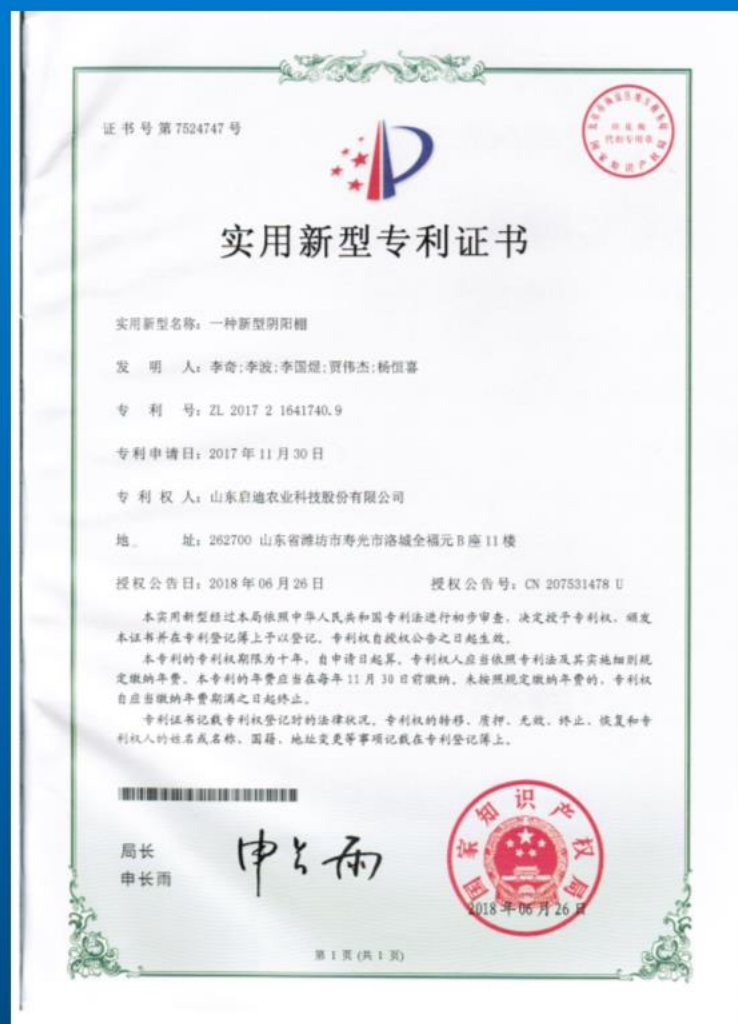 证书号第7524747号
实用新型专利证书
实用新型名称：一种新型阴阳棚
发明人：李奇;李波;李国煜;贾伟杰;杨恒喜
专利号：ZL 2017 2 1641740.9
专利申请日：2017年11月30日
专利权人：山东启迪农业科技股份有限公司
地址：262700 山东省潍坊市寿光市洛城全福元B座11楼
授权公告日：2018年06月26日 授权公告号：CN 207531478 U
本实用新型经过本局依照中华人民共和国专利法进行初步审查，决定授予专利权，颁发
本证书并在专利登记簿上予以登记。专利权自授权公告之日起生效。
本专利的专利权期限为十年，自申请日起算。专利权人应当依照专利法及其实施细则规
定缴纳年费。本专利的年费应当在每年11月30日前缴纳。未按照规定缴纳年费的，专利权
自应当缴纳年费期满之日起终止。
专利证书记载专利权登记时的法律状况。专利权的转移、质押、无效、终止、恢复和专
利权人的姓名或名称、国籍、地址变更等事项记载在专利登记簿上。
局长
申长雨
申长雨
国家知识产权局
2018年06月26日
第1页(共1页)